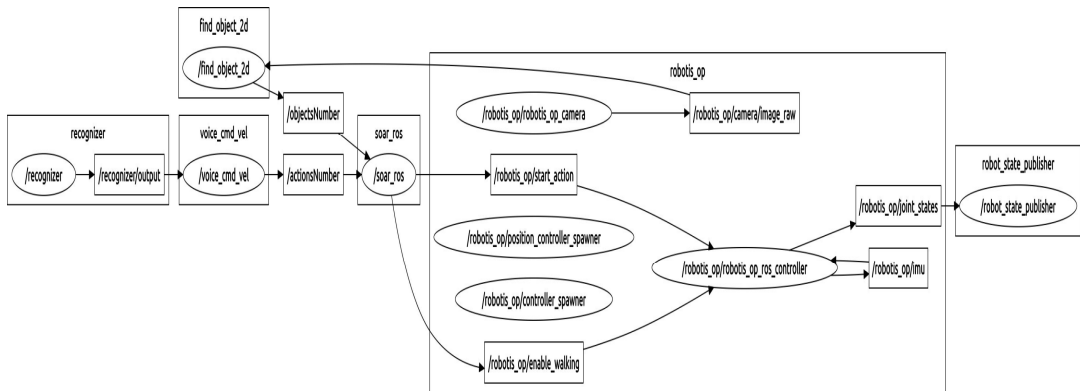 find_object_2d
/find_object_2d
robotis_op
/objectsNumber
/robotis_op/robotis_op_camera
/robotis_op/camera/image_raw
recognizer
voice_cmd_vel
soar_ros
/recognizer
/recognizer/output
/voice_cmd_vel
/actionsNumber
/soar_ros
/robotis_op/start_action
robot_state_publisher
/robotis_op/joint_states
/robot_state_publisher
/robotis_op/position_controller_spawner
/robotis_op/robotis_op_ros_controller
/robotis_op/imu
/robotis_op/controller_spawner
/robotis_op/enable_walking